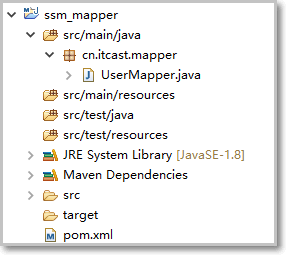 ssm_mapper
src/main/java
cn.itcast.mapper
UserMapper.java
src/main/resources
src/test/java
src/test/resources
JRE System Library [JavaSE-1.8]
Maven Dependencies
src
target
pom.xml